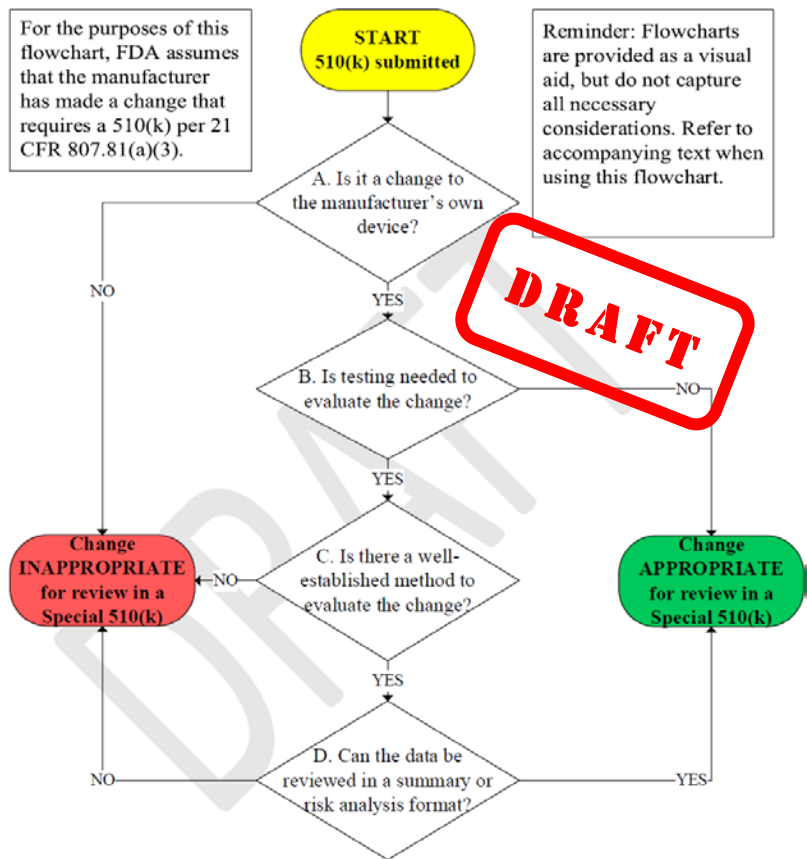 For the purposes of this
flowchart, FDA assumes
that the manufacturer
has made a change that
requires a 510(k) per 21
CFR 807.81(a)(3).
START
510(k) submitted
Reminder: Flowcharts
are provided as a visual
aid, but do not capture
all necessary
considerations. Refer to
accompanying text when
using this flowchart.
A. Is it a change to
the manufacturer’s own
device?
NO
YES
DRAFT
B. Is testing needed to
evaluate the change?
NO
YES
DRAFT
Change
INAPPROPRIATE
for review in a
Special 510(k)
NO
C. Is there a well-
established method to
evaluate the change?
Change
APPROPRIATE
for review in a
Special 510(k)
YES
D. Can the data be
reviewed in a summary or
risk analysis format?
NO
YES